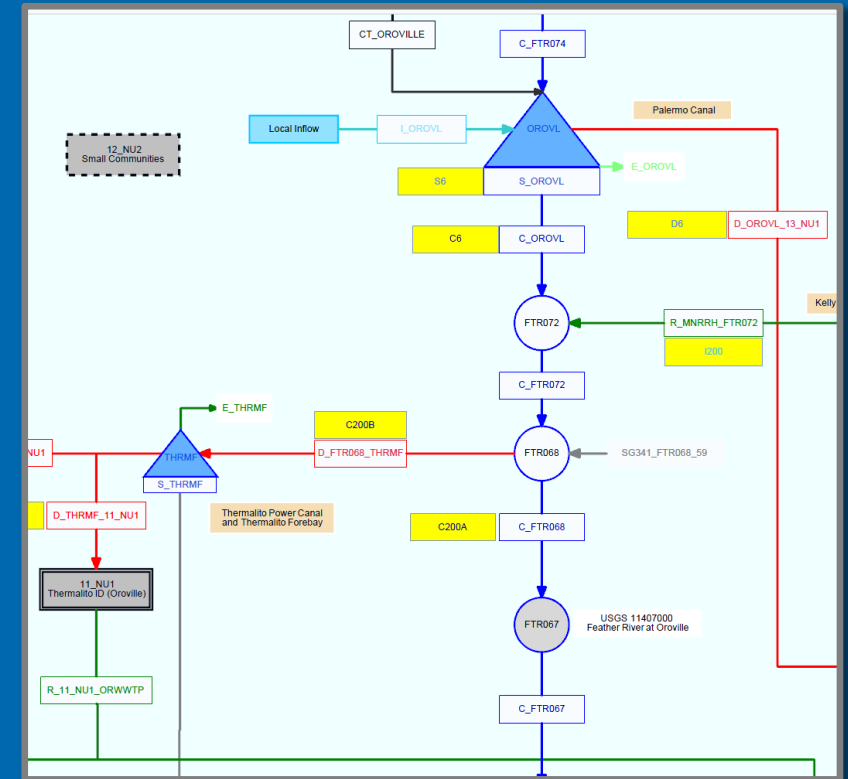 CT_OROVILLE
C_FTR074
Palermo Canal
Local Inflow
I_OROVL
OROVL
12_NU2
Small Communities
E_OROVL
S6
S_OROVL
D6
D_OROVL_13_NU1
C6
C_OROVL
Kelly
FTR072
R_MNRRH_FTR072
I200
C_FTR072
E_THRMF
C200B
NU1
THRMF
D_FTR068_THRMF
FTR068
SG341_FTR068_59
S_THRMF
D_THRMF_11_NU1
Thermalito Power Canal
and Thermalito Forebay
C200A
C_FTR068
11_NU1
Thermalito ID (Oroville)
FTR067
USGS 11407000
Feather River at Oroville
R_11_NU1_ORWWTP
C_FTR067